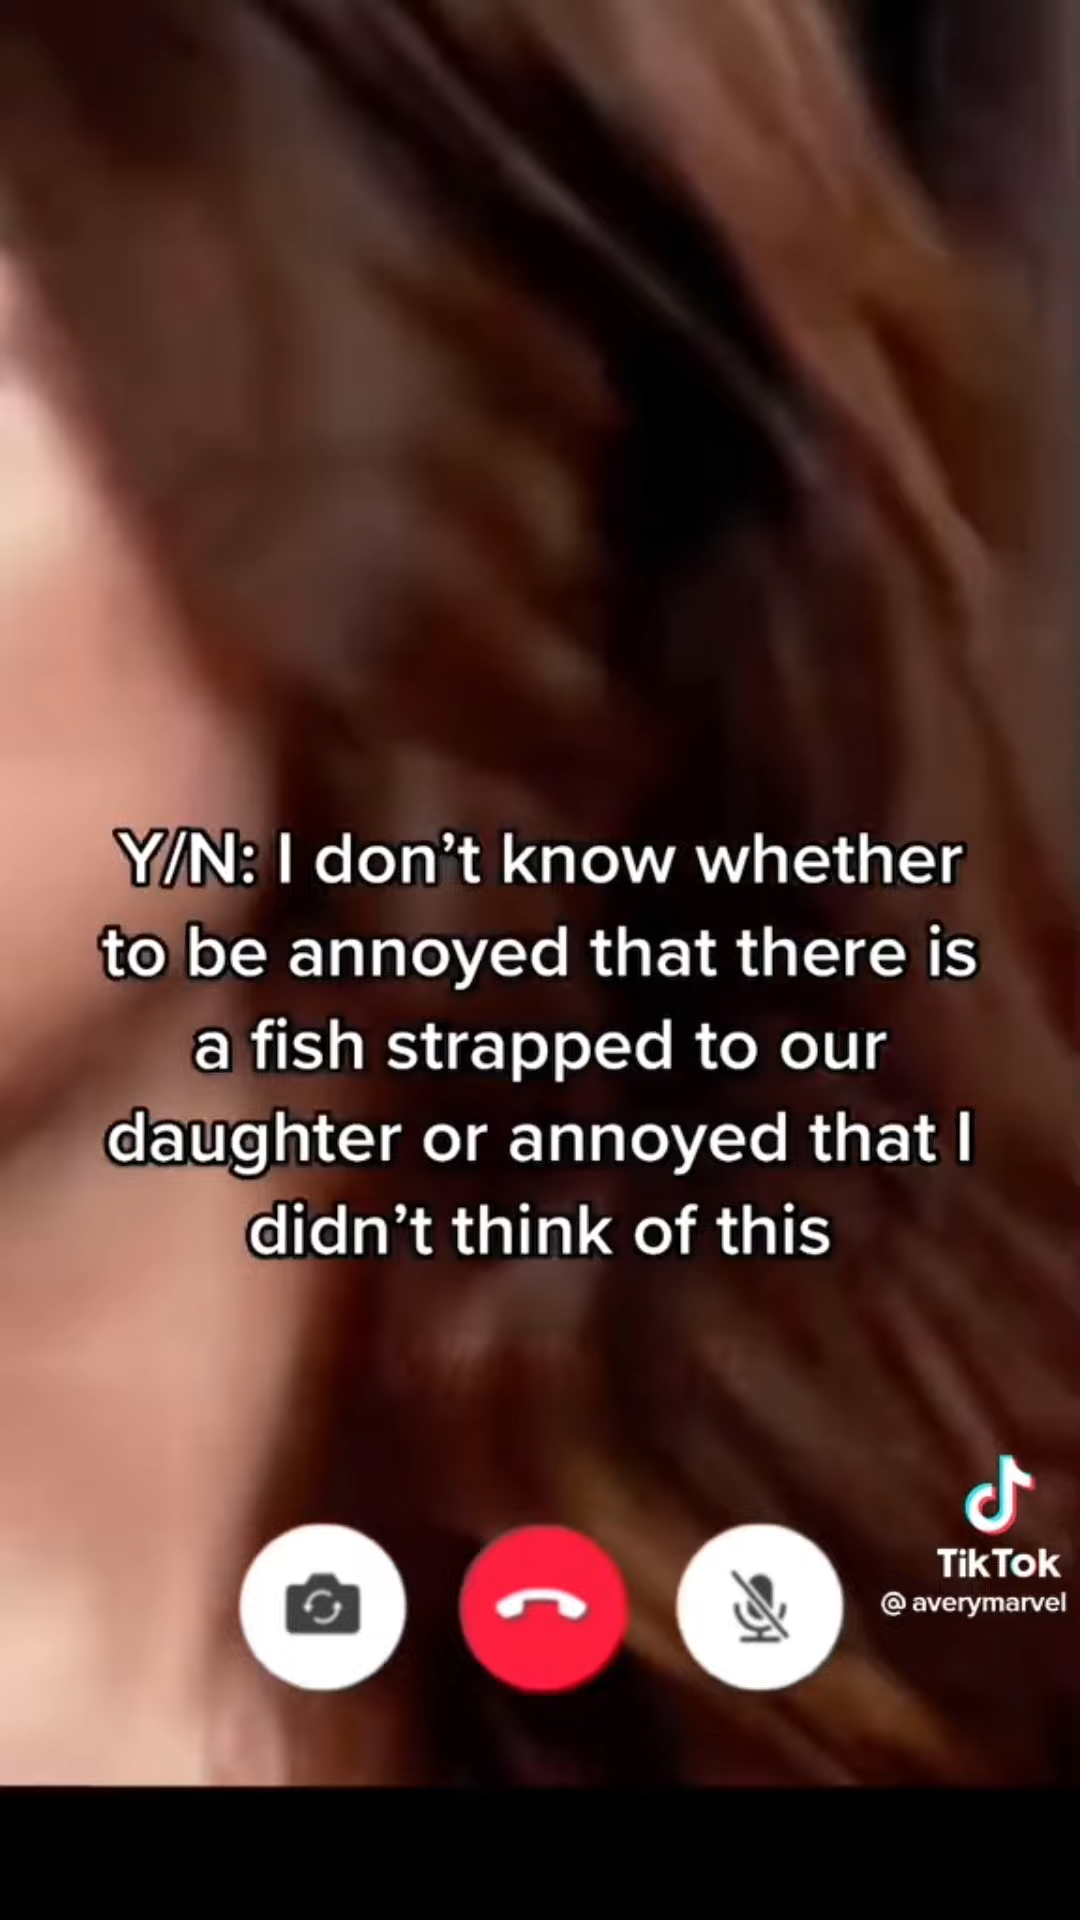 Y/N: I don’t know whether
to be annoyed that there is
a fish strapped to our
daughter or annoyed that I
didn’t think of this
TikTok
@ averymarvel